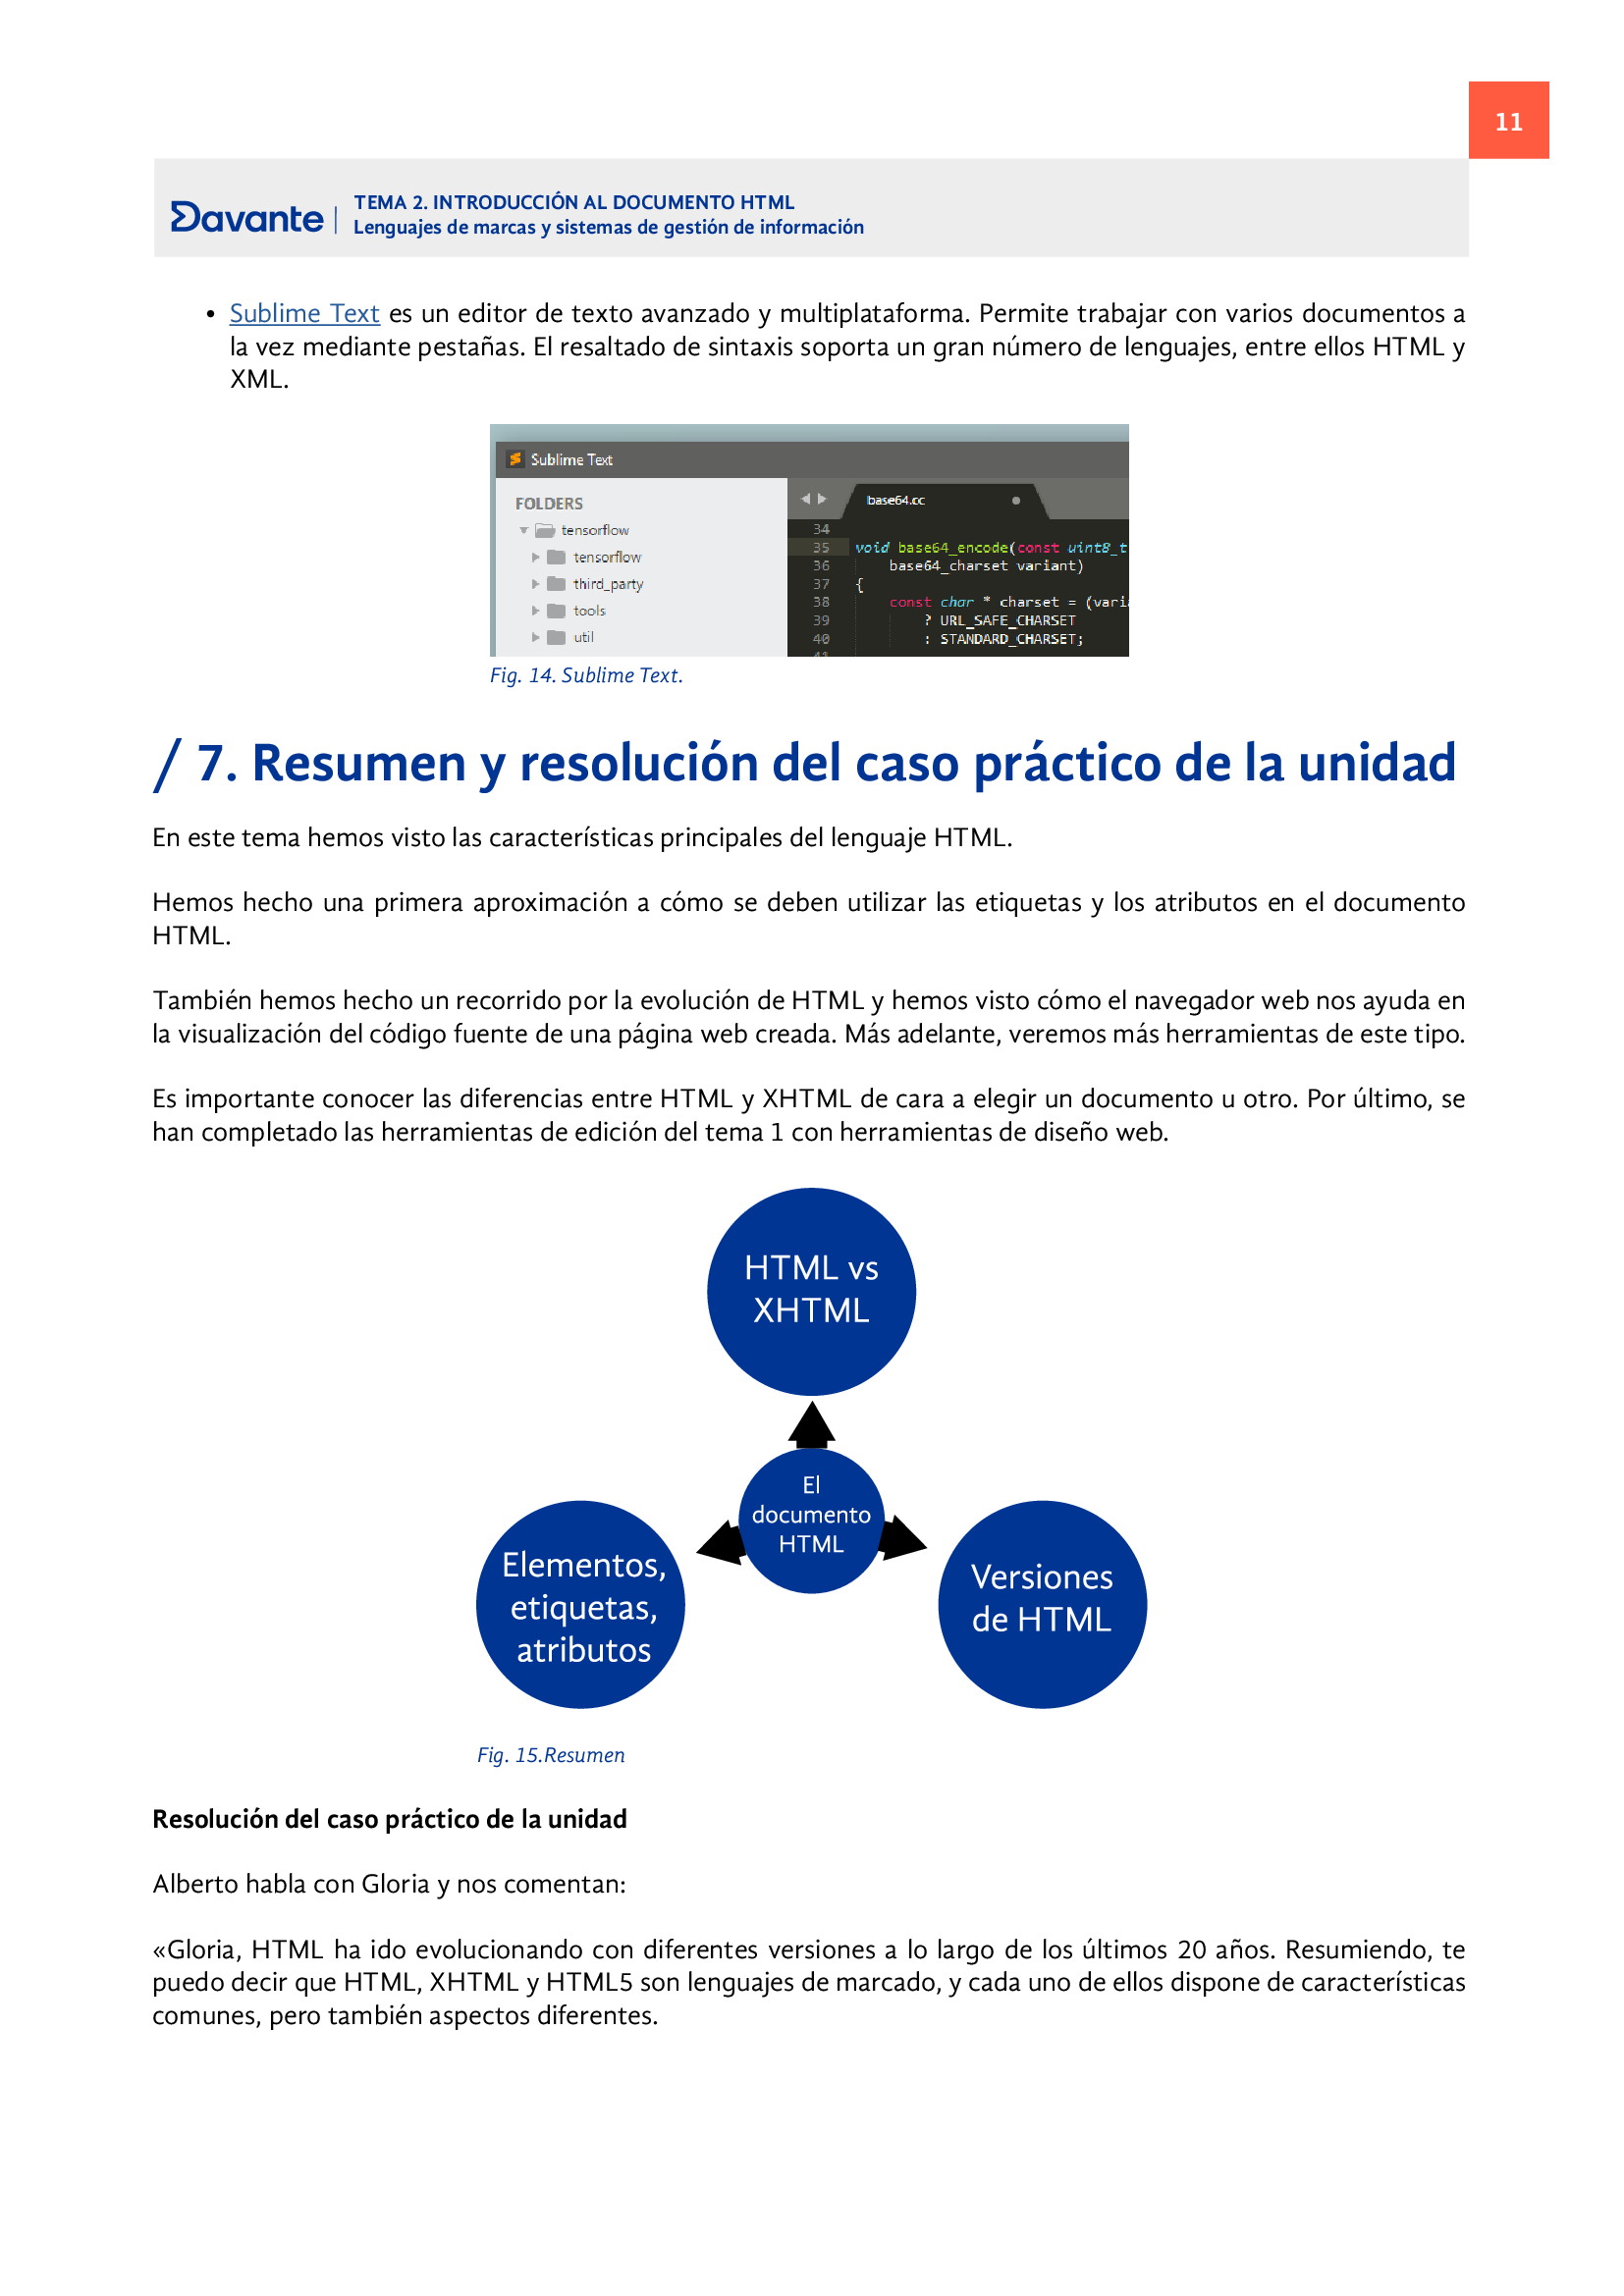 11
Davante
TEMA 2. INTRODUCCIÓN AL DOCUMENTO HTML
Lenguajes de marcas y sistemas de gestión de información
• Sublime Text es un editor de texto avanzado y multiplataforma. Permite trabajar con varios documentos a
la vez mediante pestañas. El resaltado de sintaxis soporta un gran número de lenguajes, entre ellos HTML y
XML.
Sublime Text
FOLDERS
tensorflow
tensorflow
third_party
tools
util
base64.cc
34
35 void base64_encode(const uint8_t
36 base64_charset variant)
37 {
38 const char * charset = (varia
39 ? URL_SAFE_CHARSET
40 : STANDARD_CHARSET;
41
Fig. 14. Sublime Text.
/ 7. Resumen y resolución del caso práctico de la unidad
En este tema hemos visto las características principales del lenguaje HTML.
Hemos hecho una primera aproximación a cómo se deben utilizar las etiquetas y los atributos en el documento
HTML.
También hemos hecho un recorrido por la evolución de HTML y hemos visto cómo el navegador web nos ayuda en
la visualización del código fuente de una página web creada. Más adelante, veremos más herramientas de este tipo.
Es importante conocer las diferencias entre HTML y XHTML de cara a elegir un documento u otro. Por último, se
han completado las herramientas de edición del tema 1 con herramientas de diseño web.
HTML vs
XHTML
El
documento
HTML
Elementos,
etiquetas,
atributos
Versiones
de HTML
Fig. 15.Resumen
Resolución del caso práctico de la unidad
Alberto habla con Gloria y nos comentan:
«Gloria, HTML ha ido evolucionando con diferentes versiones a lo largo de los últimos 20 años. Resumiendo, te
puedo decir que HTML, XHTML y HTML5 son lenguajes de marcado, y cada uno de ellos dispone de características
comunes, pero también aspectos diferentes.